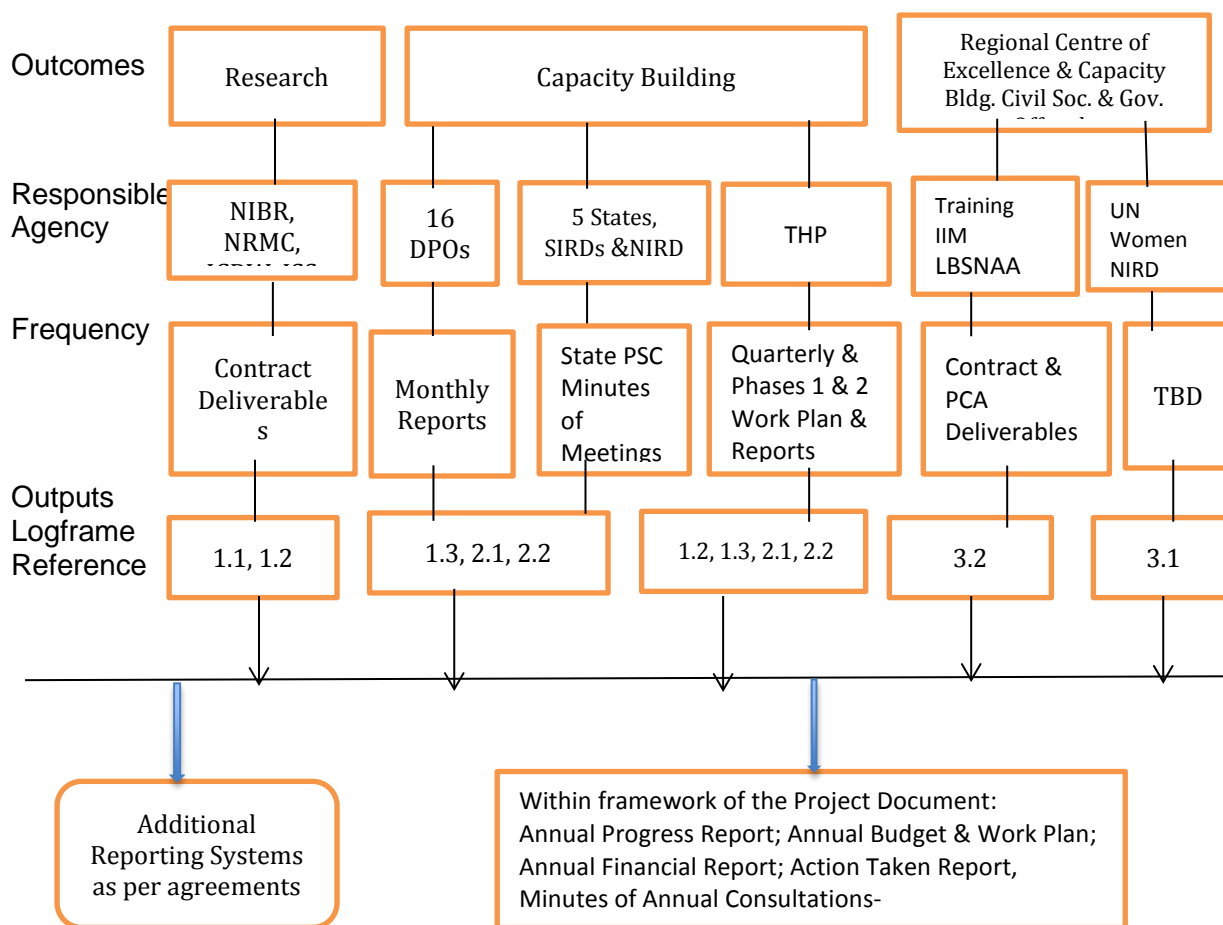 Outcomes
Research
Capacity Building
Regional Centre of
Excellence & Capacity
Bldg. Civil Soc. & Gov.
Responsible
Agency
NIBR,
NRMC,
16
DPOs
5 States,
SIRDs &NIRD
THP
Training
IIM
LBSNAA
UN
Women
NIRD
Frequency
Contract
Deliverable
s
Monthly
Reports
State PSC
Minutes
of
Meetings
Quarterly &
Phases 1 & 2
Work Plan &
Reports
Contract &
PCA
Deliverables
TBD
Outputs
Logframe
Reference
1.1, 1.2
1.3, 2.1, 2.2
1.2, 1.3, 2.1, 2.2
3.2
3.1
Additional
Reporting Systems
as per agreements
Within framework of the Project Document:
Annual Progress Report; Annual Budget & Work Plan;
Annual Financial Report; Action Taken Report,
Minutes of Annual Consultations-